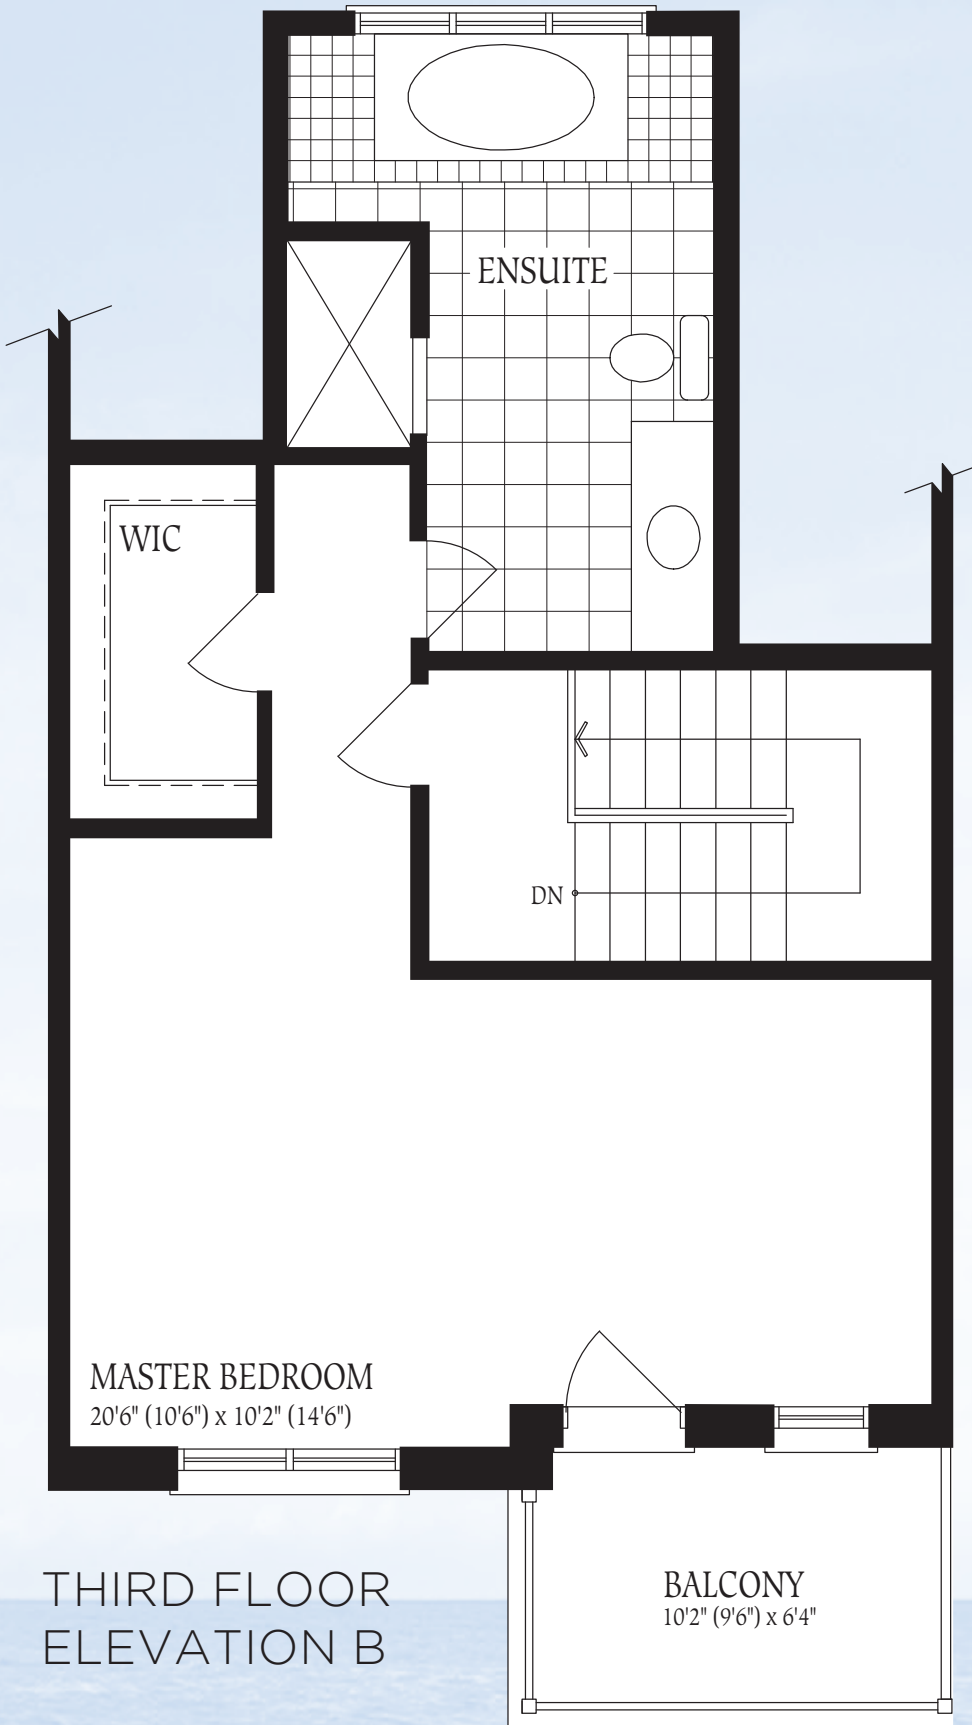 ENSUITE
WIC
DN
MASTER BEDROOM
20'6" (10'6") x 10'2" (14'6")
BALCONY
10'2" (9'6") x 6'4"
THIRD FLOOR
ELEVATION B